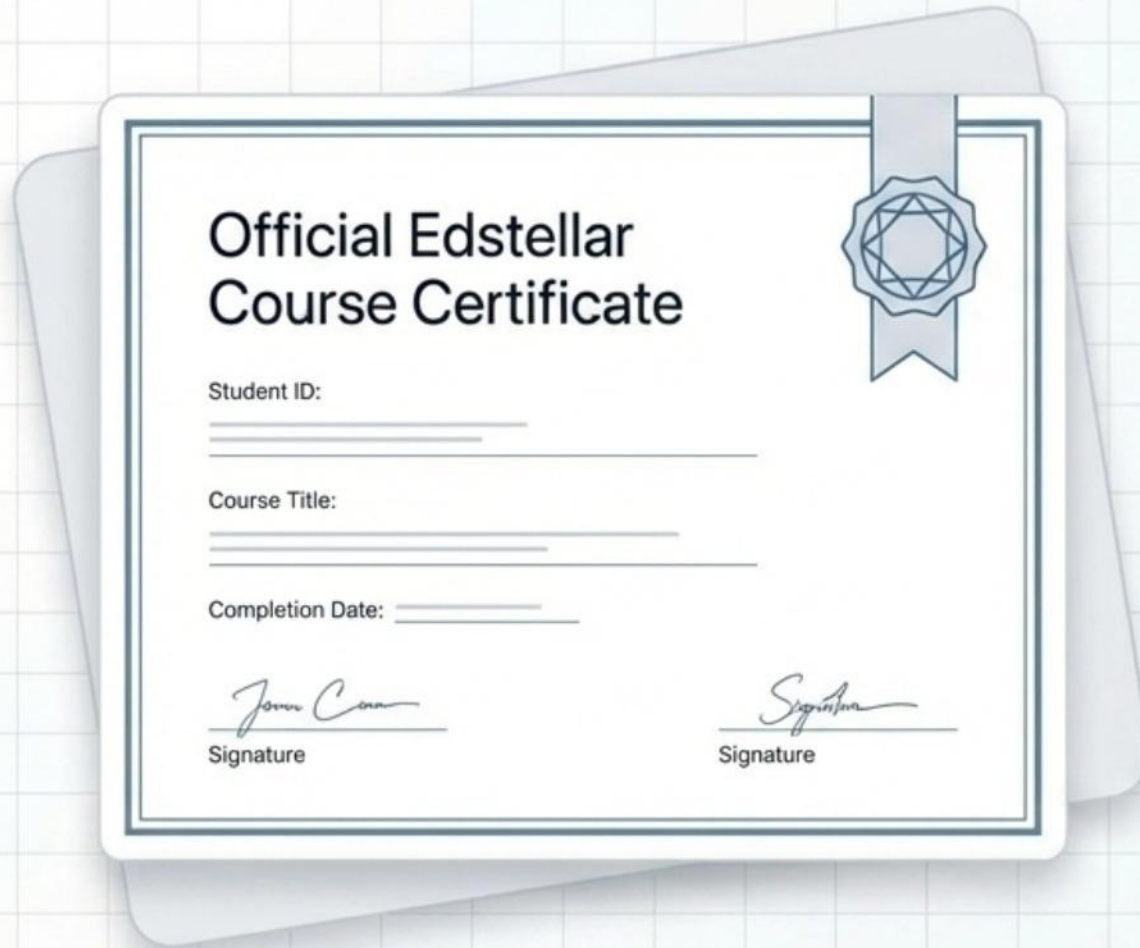 Official Edstellar
Course Certificate
Student ID:
Course Title:
Completion Date:
Signature
Signature